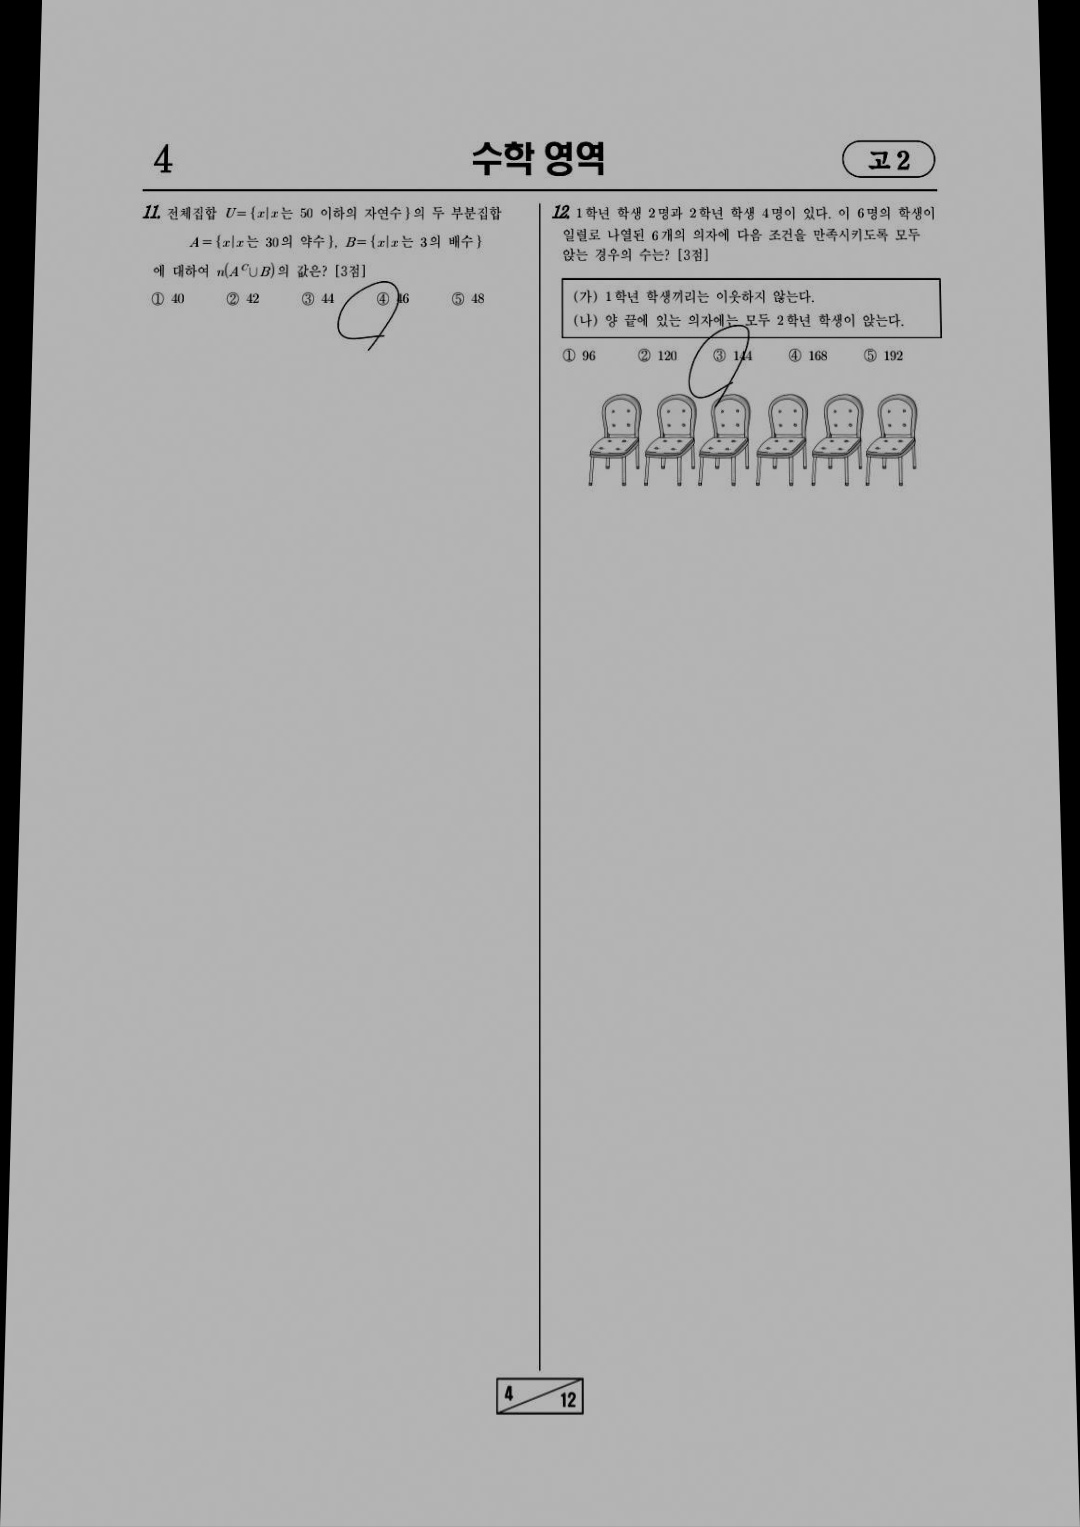 4
수학 영역
고 2
11. 전체집합 U={x|x는 50 이하의 자연수}의 두 부분집합
A={x|x는 30의 약수}, B={x|x는 3의 배수}
에 대하여 n(A^C∪B)의 값은? [3점]
① 40 ② 42 ③ 44 ④ 46 ⑤ 48
12. 1학년 학생 2명과 2학년 학생 4명이 있다. 이 6명의 학생이
일렬로 나열된 6개의 의자에 다음 조건을 만족시키도록 모두
앉는 경우의 수는? [3점]
(가) 1학년 학생끼리는 이웃하지 않는다.
(나) 양 끝에 있는 의자에는 모두 2학년 학생이 앉는다.
① 96 ② 120 ③ 144 ④ 168 ⑤ 192
4
12